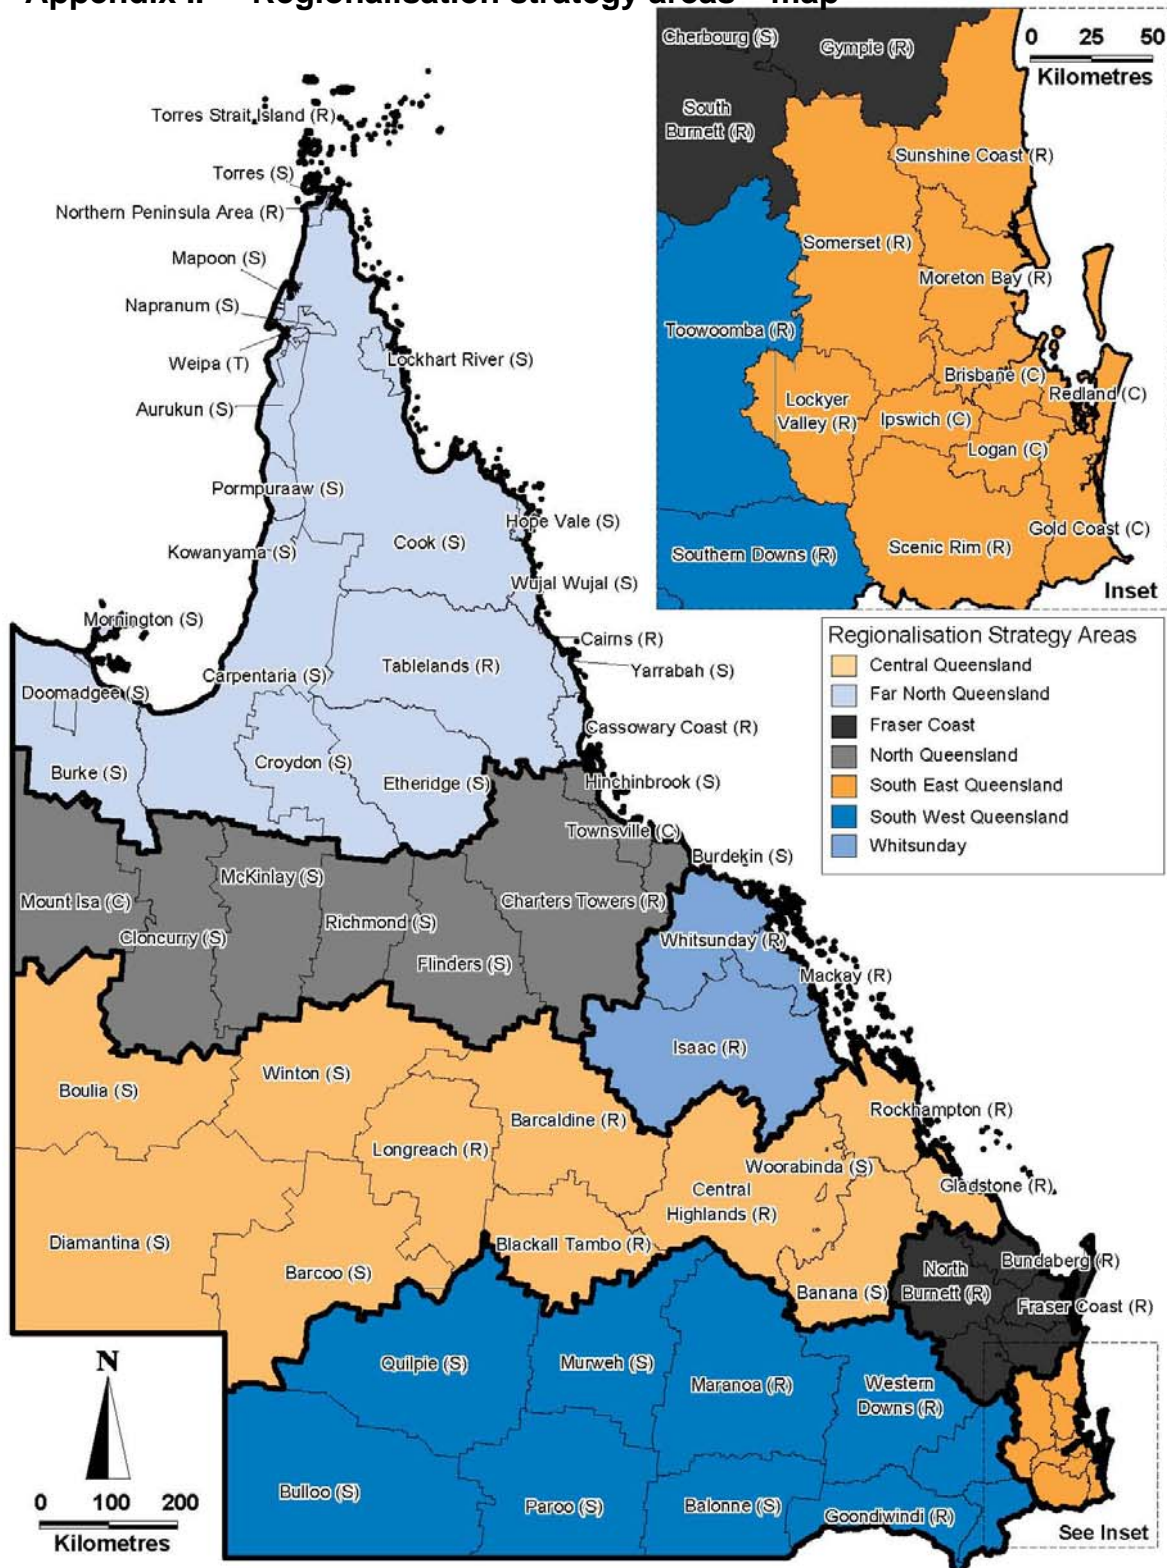 Appendix II. Regionalisation strategy areas – map
Cherbourg (S)
Gympie (R)
0 25 50
Kilometres
South
Burnett (R)
Sunshine Coast (R)
Somerset (R)
Moreton Bay (R)
Toowoomba (R)
Brisbane (C)
Redland (C)
Lockyer
Valley (R)
Ipswich (C)
Logan (C)
Gold Coast (C)
Scenic Rim (R)
Southern Downs (R)
Inset
Torres Strait Island (R)
Torres (S)
Northern Peninsula Area (R)
Mapoon (S)
Napranum (S)
Weipa (T)
Lockhart River (S)
Aurukun (S)
Pormpuraaw (S)
Hope Vale (S)
Kowanyama (S)
Cook (S)
Wujal Wujal (S)
Mornington (S)
Cairns (R)
Yarrabah (S)
Tablelands (R)
Carpentaria (S)
Doomadgee (S)
Cassowary Coast (R)
Croydon (S)
Burke (S)
Etheridge (S)
Hinchinbrook (S)
Regionalisation Strategy Areas
Central Queensland
Far North Queensland
Fraser Coast
North Queensland
South East Queensland
South West Queensland
Whitsunday
Townsville (C)
Burdekin (S)
McKinlay (S)
Mount Isa (C)
Charters Towers (R)
Richmond (S)
Cloncurry (S)
Whitsunday (R)
Flinders (S)
Mackay (R)
Isaac (R)
Winton (S)
Boulia (S)
Rockhampton (R)
Barcaldine (R)
Longreach (R)
Woorabinda (S)
Central
Highlands (R)
Gladstone (R)
Diamantina (S)
Blackall Tambo (R)
Barcoo (S)
Bundaberg (R)
North
Burnett (R)
Banana (S)
Fraser Coast (R)
N
Quilpie (S)
Murweh (S)
Maranoa (R)
Western
Downs (R)
Bulloo (S)
Paroo (S)
Balonne (S)
Goondiwindi (R)
0 100 200
Kilometres
See Inset